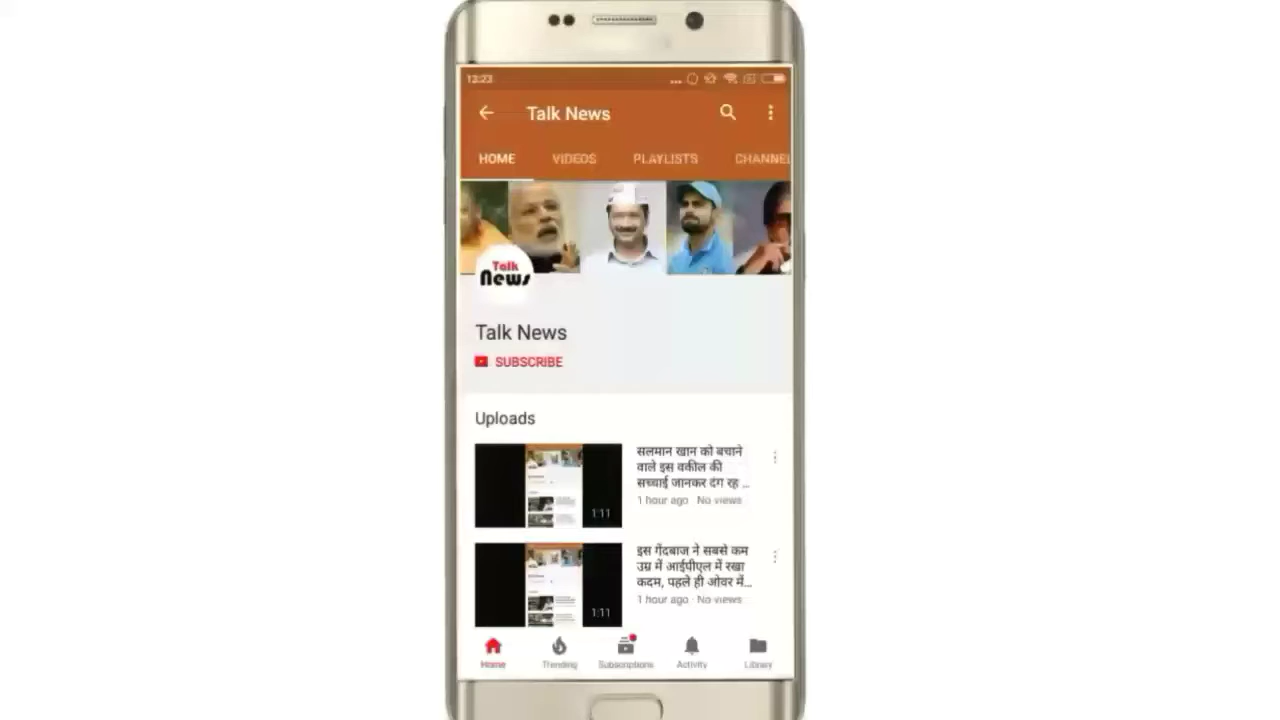 13:23
Talk News
HOME VIDEOS PLAYLISTS CHANNEL
Talk
News
Talk News
SUBSCRIBE
Uploads
सलमान खान को बचाने
वाले इस वकील की
सच्चाई जानकर दंग रह ...
1 hour ago · No views
1:11
इस गेंदबाज ने सबसे कम
उम्र में आईपीएल में रखा
कदम, पहले ही ओवर में...
1 hour ago · No views
1:11
Home Trending Subscriptions Activity Library